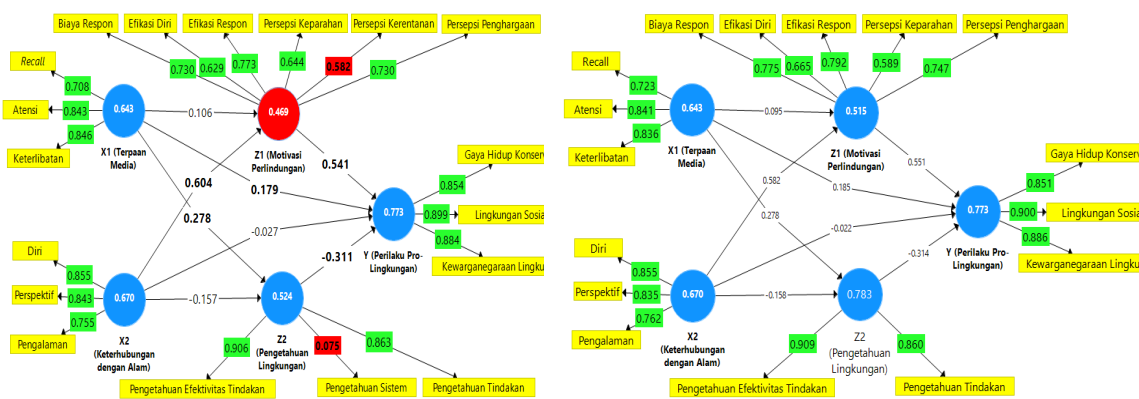 Biaya Respon
Efikasi Diri
Efikasi Respon
Persepsi Keparahan
Persepsi Kerentanan
Persepsi Penghargaan
0.730
0.629
0.773
0.644
0.582
0.730
Recall
Atensi
Keterlibatan
0.708
0.843
0.846
0.643
X1 (Terpaan
Media)
0.106
0.469
Z1 (Motivasi
Perlindungan)
0.541
0.604
0.179
0.278
-0.027
-0.311
-0.157
0.773
Y (Perilaku Pro-
Lingkungan)
0.854
0.899
0.884
Gaya Hidup Konserv
Lingkungan Sosia
Kewarganegaraan Lingku
Diri
Perspektif
Pengalaman
0.855
0.843
0.755
0.670
X2
(Keterhubungan
dengan Alam)
0.524
Z2
(Pengetahuan
Lingkungan)
0.906
0.075
0.863
Pengetahuan Efektivitas Tindakan
Pengetahuan Sistem
Pengetahuan Tindakan
Biaya Respon
Efikasi Diri
Efikasi Respon
Persepsi Keparahan
Persepsi Penghargaan
0.775
0.665
0.792
0.589
0.747
Recall
Atensi
Keterlibatan
0.723
0.841
0.836
0.643
X1 (Terpaan
Media)
0.095
0.515
Z1 (Motivasi
Perlindungan)
0.551
0.582
0.185
0.278
-0.022
-0.314
-0.158
0.773
Y (Perilaku Pro-
Lingkungan)
0.851
0.900
0.886
Gaya Hidup Konserv
Lingkungan Sosia
Kewarganegaraan Lingku
Diri
Perspektif
Pengalaman
0.855
0.835
0.762
0.670
X2
(Keterhubungan
dengan Alam)
0.783
Z2
(Pengetahuan
Lingkungan)
0.909
0.860
Pengetahuan Efektivitas Tindakan
Pengetahuan Tindakan